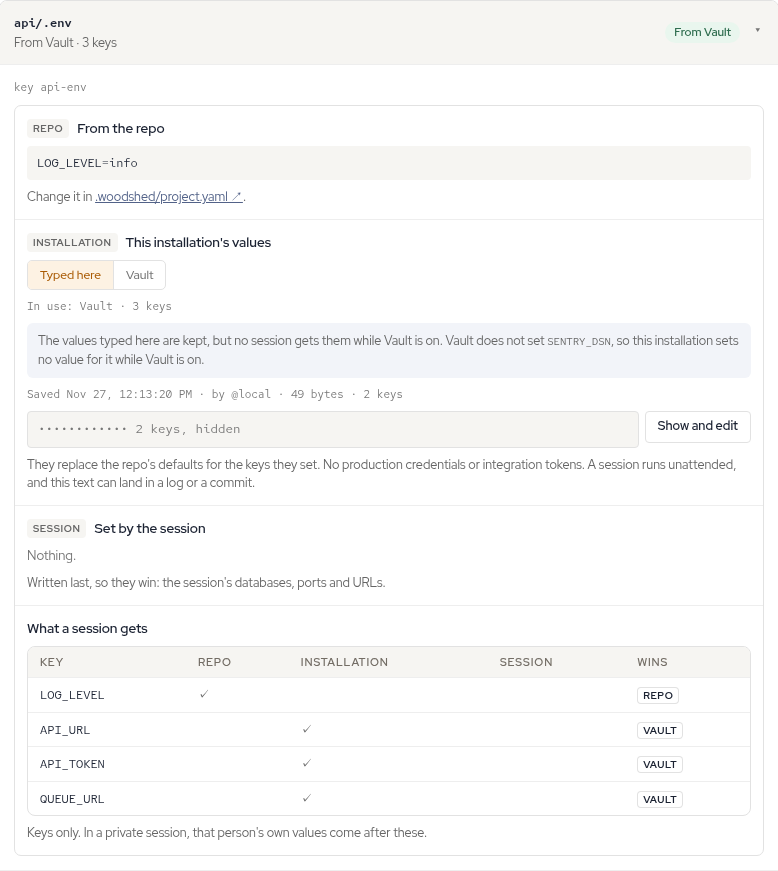 api/.env
From Vault · 3 keys
From Vault
key api-env
REPO From the repo
LOG_LEVEL=info
Change it in .woodshed/project.yaml ↗.
INSTALLATION This installation's values
Typed here Vault
In use: Vault · 3 keys
The values typed here are kept, but no session gets them while Vault is on. Vault does not set SENTRY_DSN, so this installation sets
no value for it while Vault is on.
Saved Nov 27, 12:13:20 PM · by @local · 49 bytes · 2 keys
············ 2 keys, hidden
Show and edit
They replace the repo's defaults for the keys they set. No production credentials or integration tokens. A session runs unattended,
and this text can land in a log or a commit.
SESSION Set by the session
Nothing.
Written last, so they win: the session's databases, ports and URLs.
What a session gets
KEY REPO INSTALLATION SESSION WINS
LOG_LEVEL ✓ REPO
API_URL ✓ VAULT
API_TOKEN ✓ VAULT
QUEUE_URL ✓ VAULT
Keys only. In a private session, that person's own values come after these.